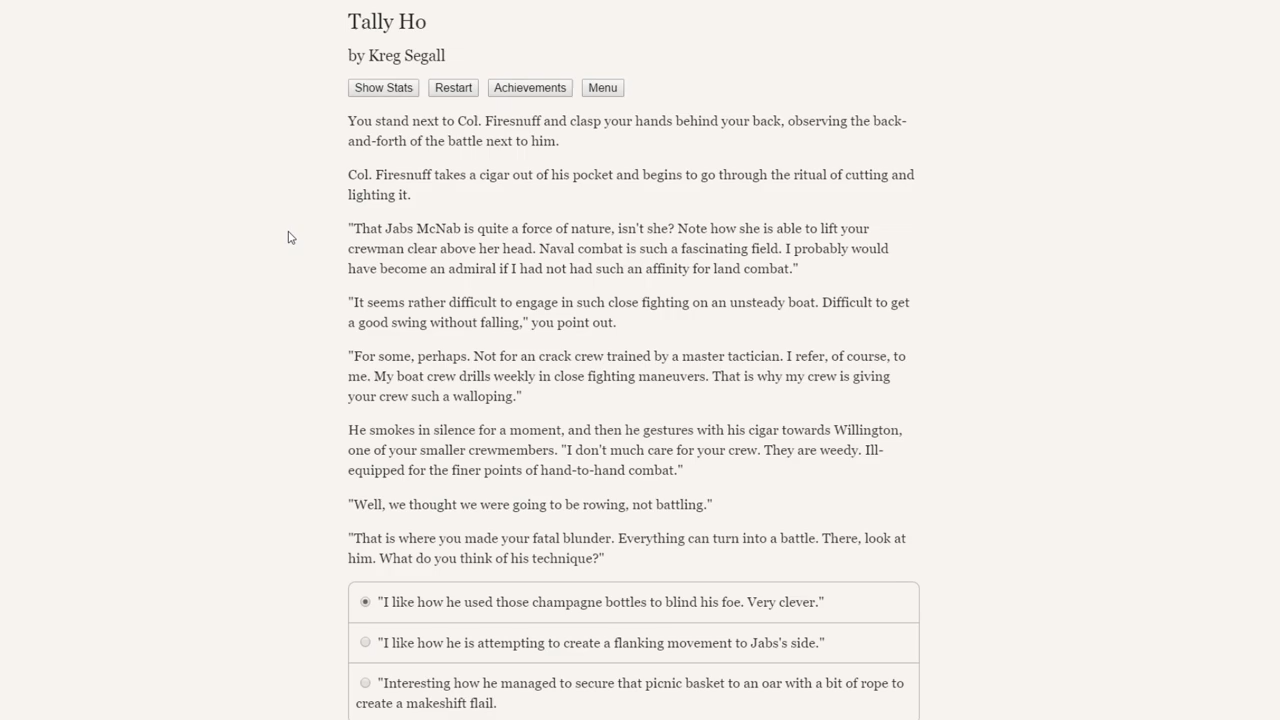 Tally Ho
by Kreg Segall
Show Stats Restart Achievements Menu
You stand next to Col. Firesnuff and clasp your hands behind your back, observing the back-
and-forth of the battle next to him.
Col. Firesnuff takes a cigar out of his pocket and begins to go through the ritual of cutting and
lighting it.
"That Jabs McNab is quite a force of nature, isn't she? Note how she is able to lift your
crewman clear above her head. Naval combat is such a fascinating field. I probably would
have become an admiral if I had not had such an affinity for land combat."
"It seems rather difficult to engage in such close fighting on an unsteady boat. Difficult to get
a good swing without falling," you point out.
"For some, perhaps. Not for an crack crew trained by a master tactician. I refer, of course, to
me. My boat crew drills weekly in close fighting maneuvers. That is why my crew is giving
your crew such a walloping."
He smokes in silence for a moment, and then he gestures with his cigar towards Willington,
one of your smaller crewmembers. "I don't much care for your crew. They are weedy. Ill-
equipped for the finer points of hand-to-hand combat."
"Well, we thought we were going to be rowing, not battling."
"That is where you made your fatal blunder. Everything can turn into a battle. There, look at
him. What do you think of his technique?"
"I like how he used those champagne bottles to blind his foe. Very clever."
"I like how he is attempting to create a flanking movement to Jabs's side."
"Interesting how he managed to secure that picnic basket to an oar with a bit of rope to
create a makeshift flail.